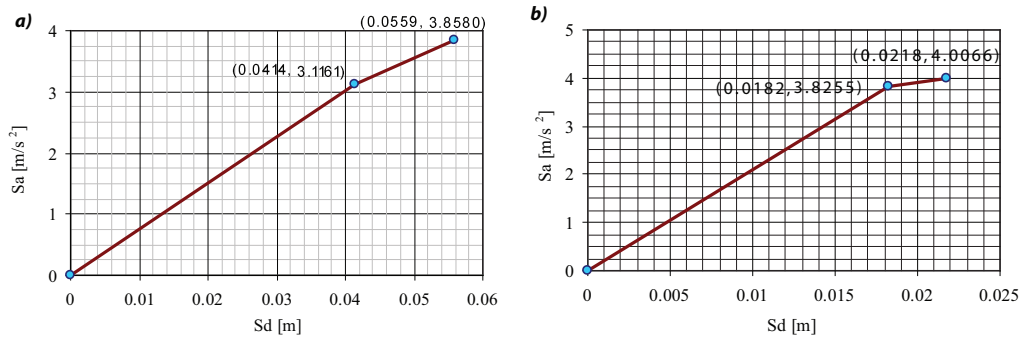 a)
(0.0559, 3.8580)
(0.0414, 3.1161)
4
3
2
1
0
Sa [m/s²]
0 0.01 0.02 0.03 0.04 0.05 0.06
Sd [m]
b)
(0.0218,4.0066)
(0.0182,3.8255)
5
4
3
2
1
0
Sa [m/s²]
0 0.005 0.01 0.015 0.02 0.025
Sd [m]